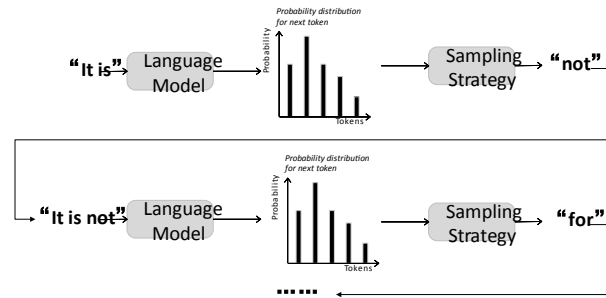 Probability distribution
for next token
Probability
“It is”
Language
Model
Sampling
Strategy
“not”
Tokens
Probability distribution
for next token
Probability
“It is not”
Language
Model
Sampling
Strategy
“for”
Tokens
……